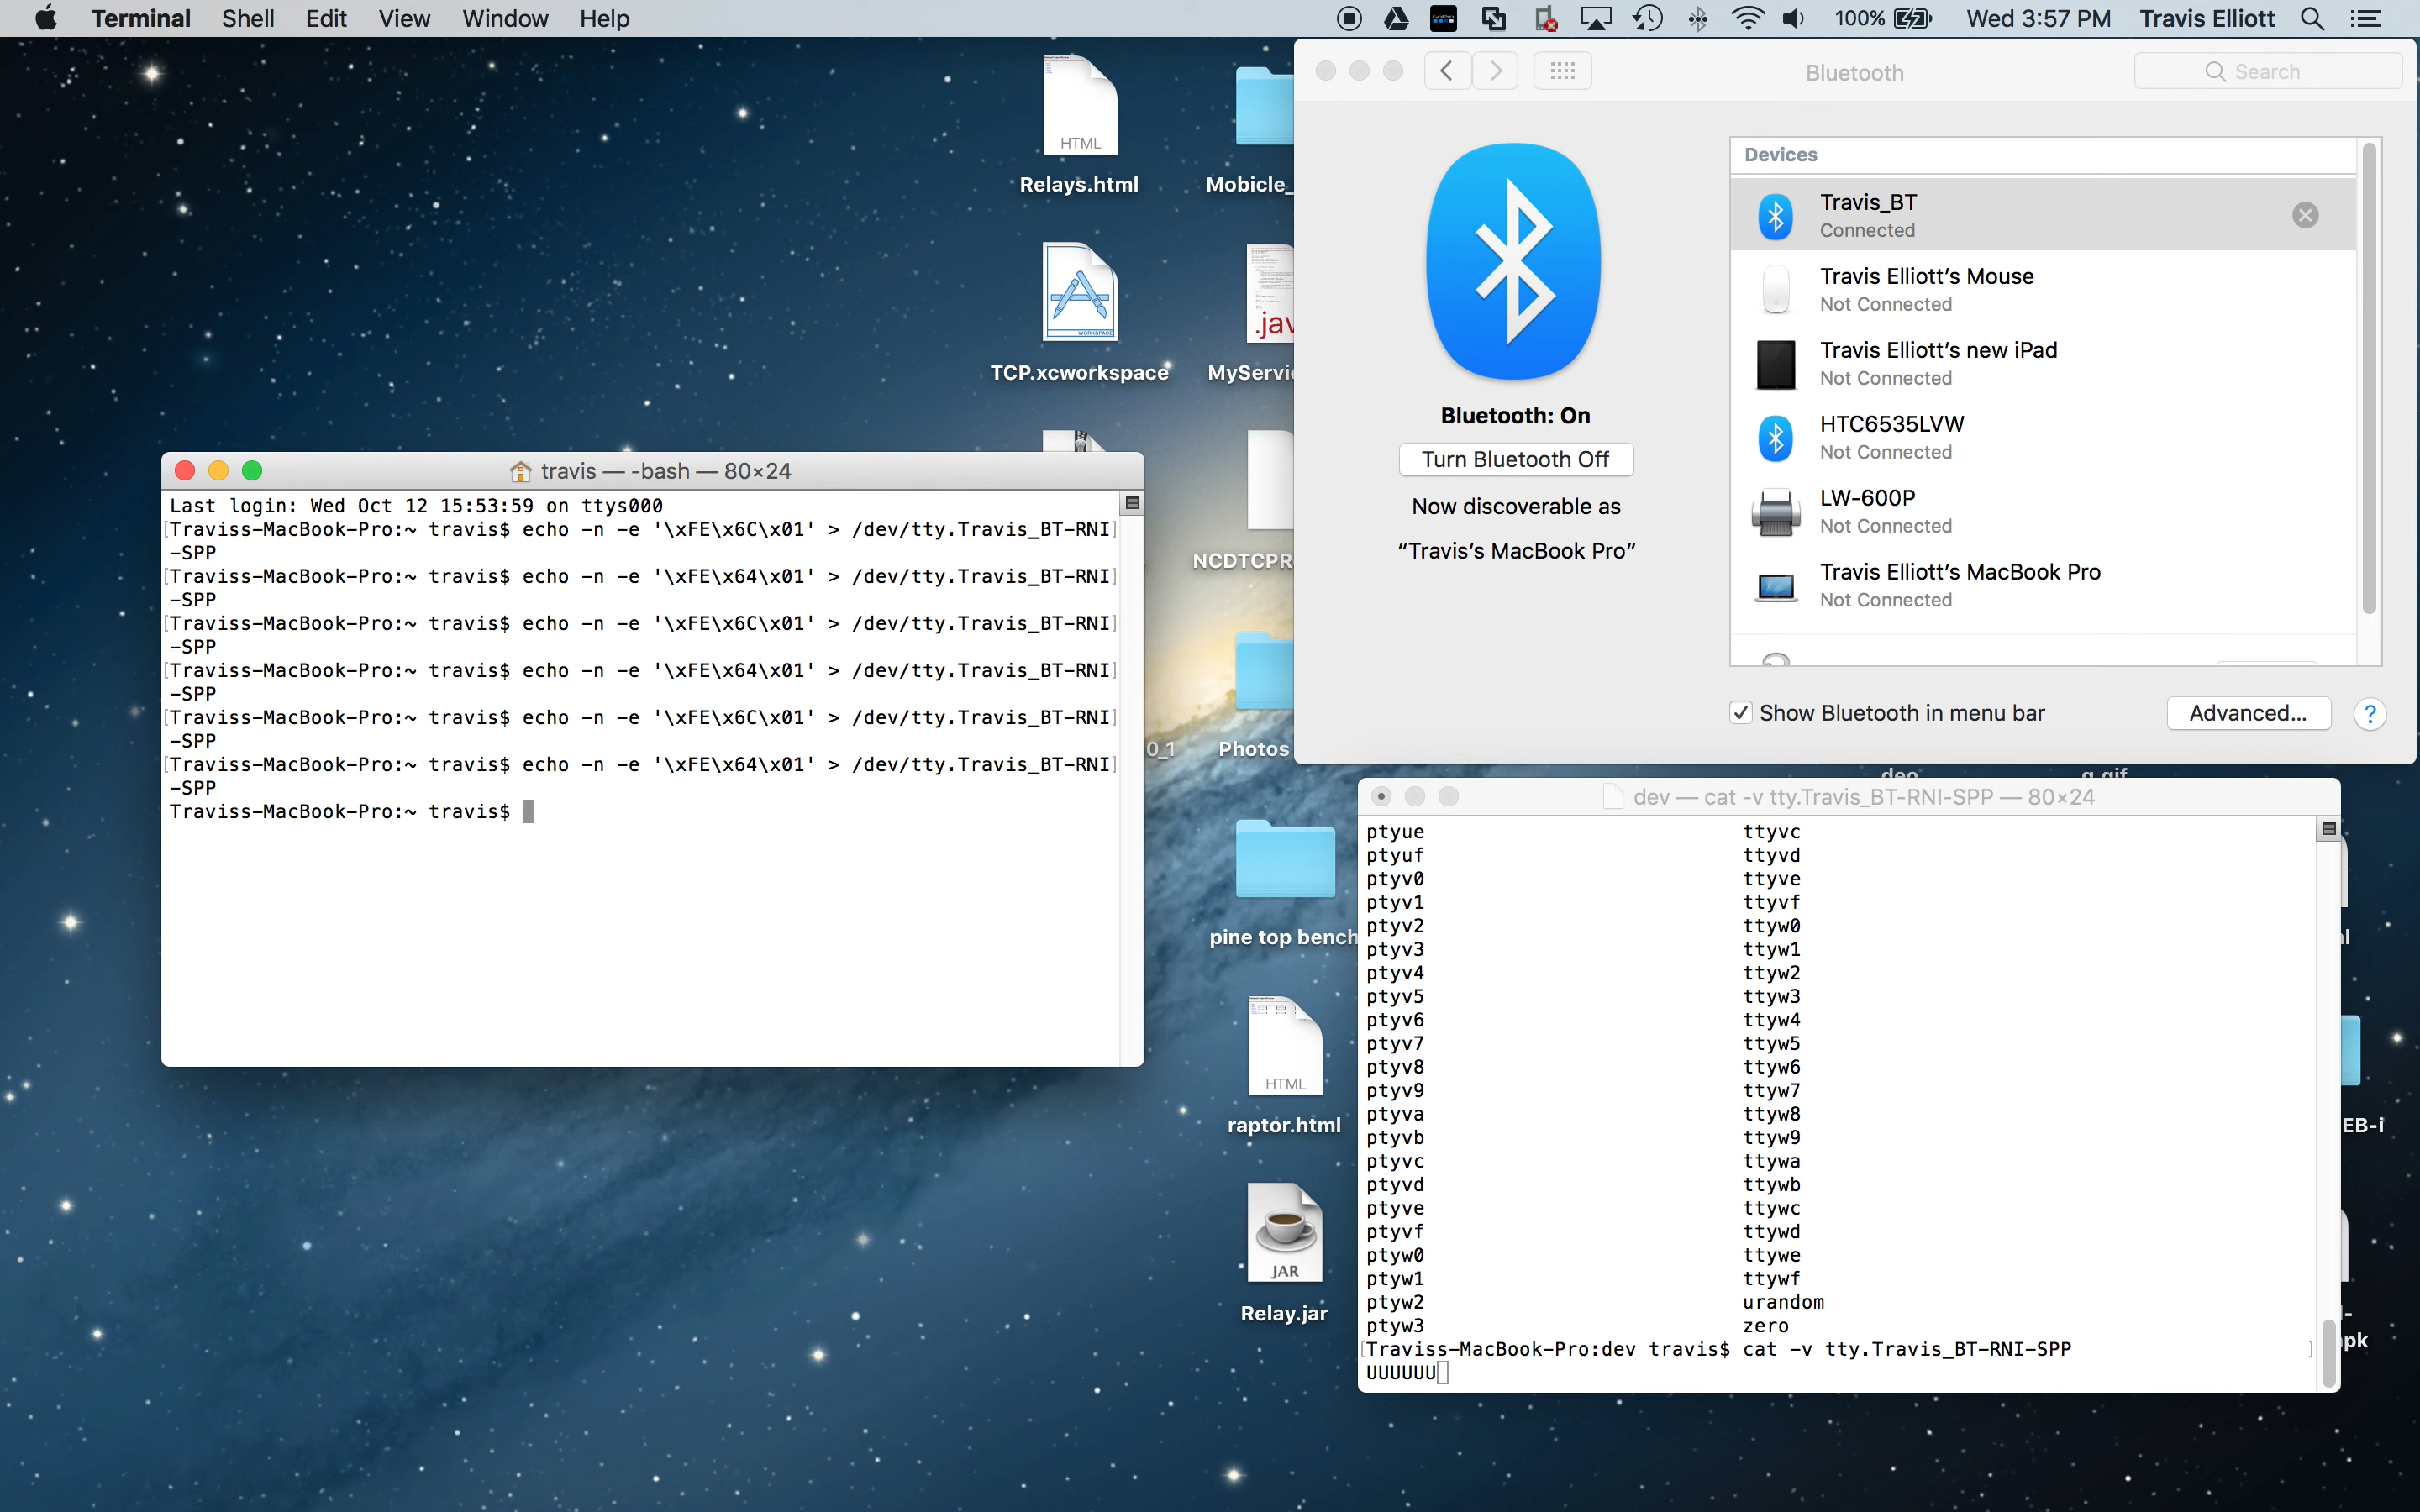 Terminal Shell Edit View Window Help
GoPro
100%
Wed 3:57 PM Travis Elliott
HTML
Relays.html
Mobicle_
WORKSPACE
TCP.xcworkspace
.jav
MyServi
NCDTCPR
0_1
Photos
pine top bench
HTML
raptor.html
JAR
Relay.jar
Bluetooth
Search
Bluetooth: On
Turn Bluetooth Off
Now discoverable as
“Travis’s MacBook Pro”
Devices
Travis_BT
Connected
Travis Elliott’s Mouse
Not Connected
Travis Elliott’s new iPad
Not Connected
HTC6535LVW
Not Connected
LW-600P
Not Connected
Travis Elliott’s MacBook Pro
Not Connected
Show Bluetooth in menu bar
Advanced...
?
travis — -bash — 80×24
Last login: Wed Oct 12 15:53:59 on ttys000
[Traviss-MacBook-Pro:~ travis$ echo -n -e '\xFE\x6C\x01' > /dev/tty.Travis_BT-RNI]
-SPP
[Traviss-MacBook-Pro:~ travis$ echo -n -e '\xFE\x64\x01' > /dev/tty.Travis_BT-RNI]
-SPP
[Traviss-MacBook-Pro:~ travis$ echo -n -e '\xFE\x6C\x01' > /dev/tty.Travis_BT-RNI]
-SPP
[Traviss-MacBook-Pro:~ travis$ echo -n -e '\xFE\x64\x01' > /dev/tty.Travis_BT-RNI]
-SPP
[Traviss-MacBook-Pro:~ travis$ echo -n -e '\xFE\x6C\x01' > /dev/tty.Travis_BT-RNI]
-SPP
[Traviss-MacBook-Pro:~ travis$ echo -n -e '\xFE\x64\x01' > /dev/tty.Travis_BT-RNI]
-SPP
Traviss-MacBook-Pro:~ travis$
dev — cat -v tty.Travis_BT-RNI-SPP — 80×24
ptyue ttyvc
ptyuf ttyvd
ptyv0 ttyve
ptyv1 ttyvf
ptyv2 ttyw0
ptyv3 ttyw1
ptyv4 ttyw2
ptyv5 ttyw3
ptyv6 ttyw4
ptyv7 ttyw5
ptyv8 ttyw6
ptyv9 ttyw7
ptyva ttyw8
ptyvb ttyw9
ptyvc ttywa
ptyvd ttywb
ptyve ttywc
ptyvf ttywd
ptyw0 ttywe
ptyw1 ttywf
ptyw2 urandom
ptyw3 zero
[Traviss-MacBook-Pro:dev travis$ cat -v tty.Travis_BT-RNI-SPP ]
UUUUUU
EB-i
pk